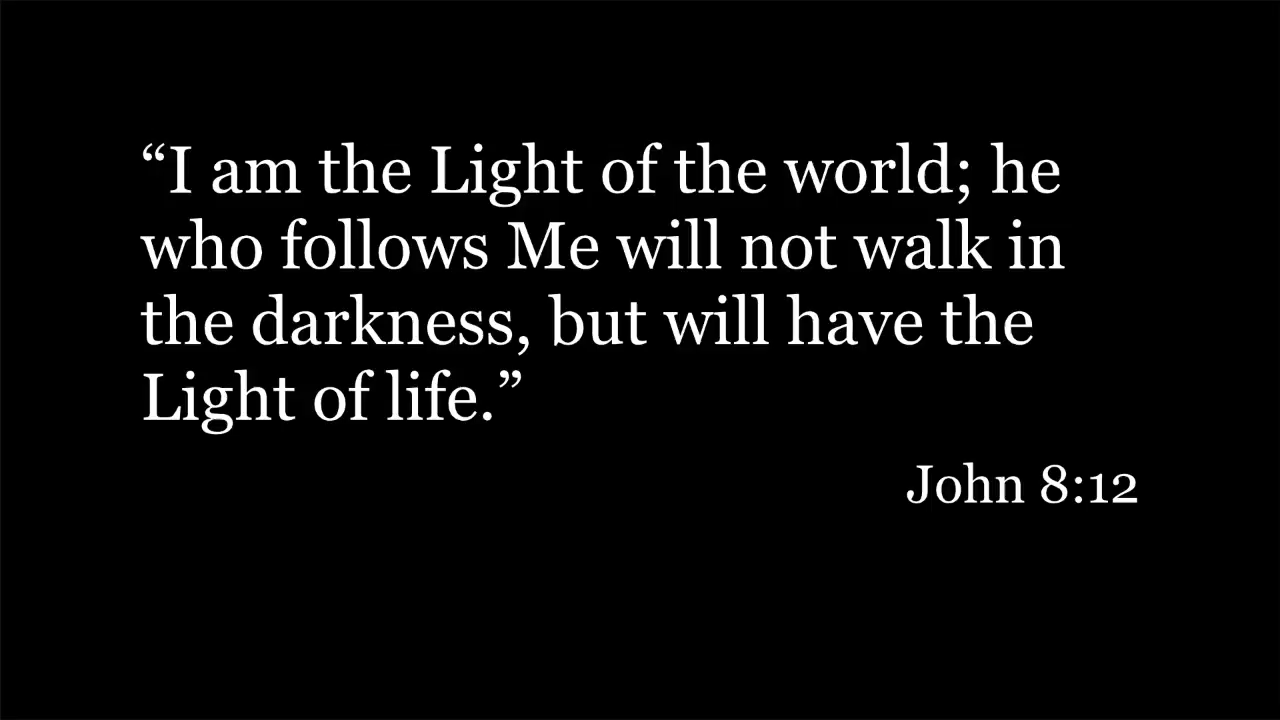 “I am the Light of the world; he
who follows Me will not walk in
the darkness, but will have the
Light of life.”
John 8:12